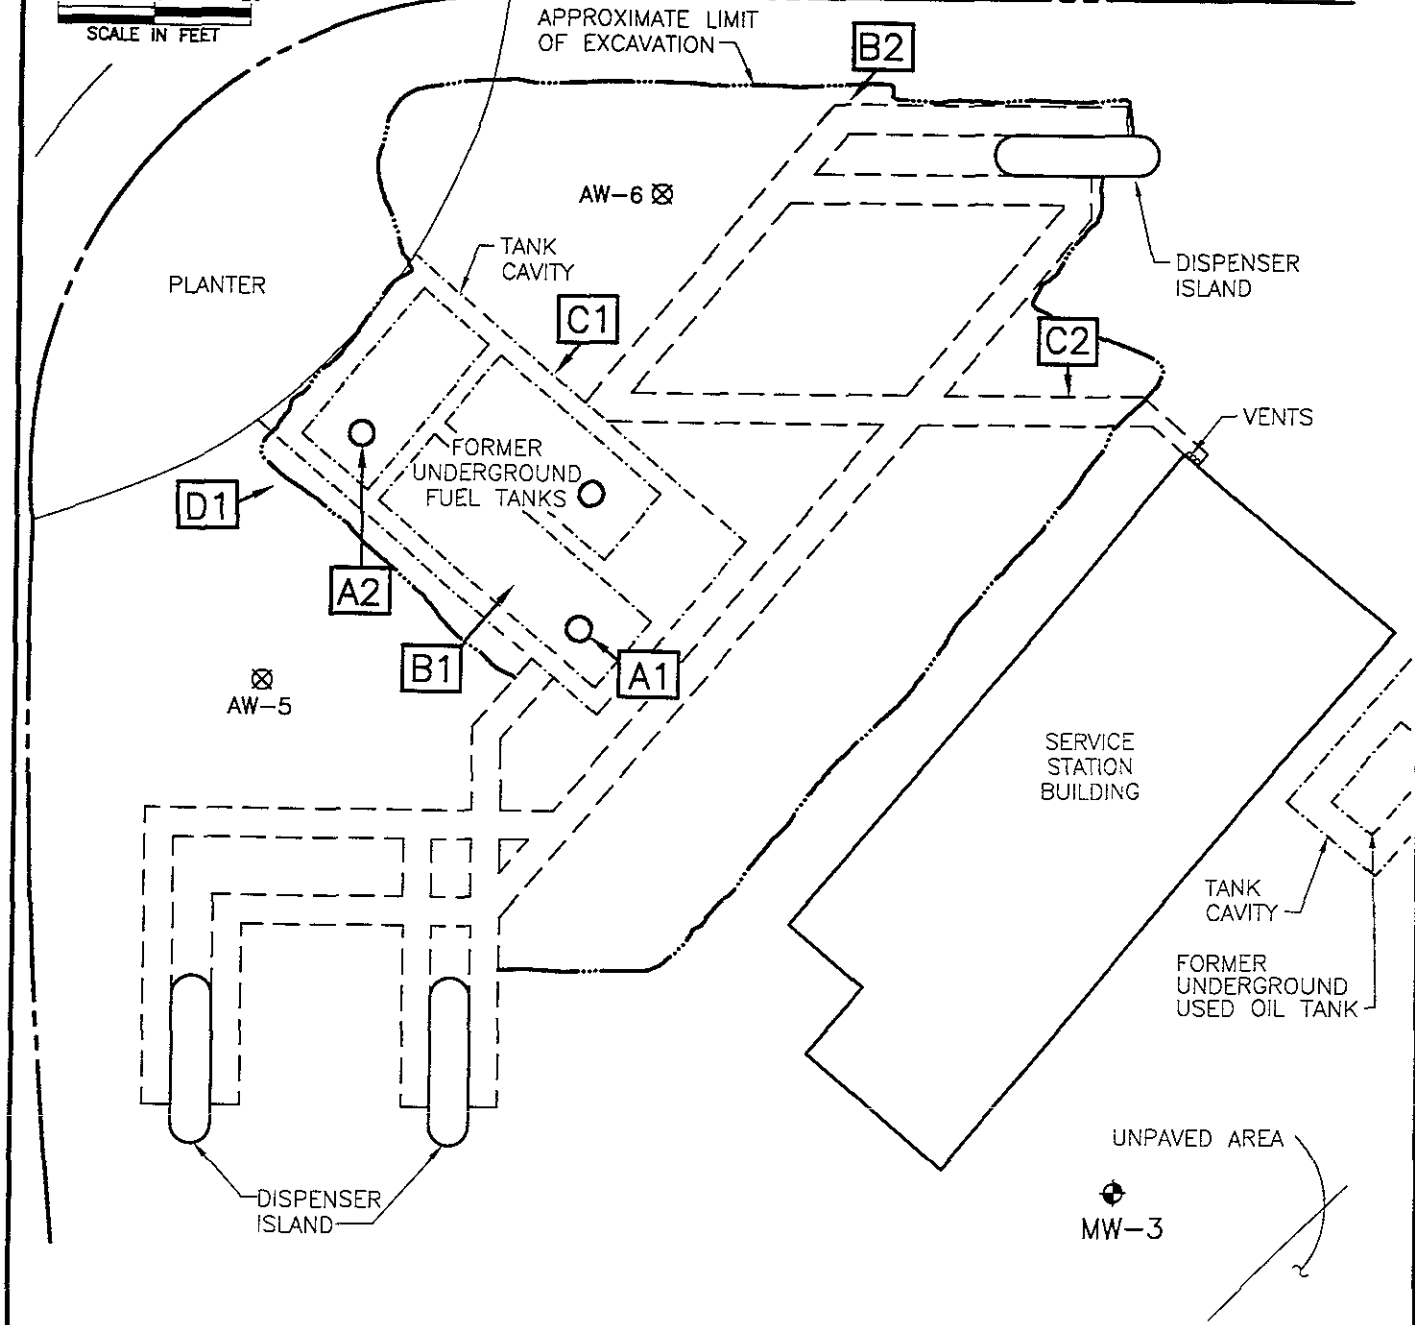 SCALE IN FEET
APPROXIMATE LIMIT
OF EXCAVATION
B2
AW-6
TANK
CAVITY
PLANTER
DISPENSER
ISLAND
C1
C2
VENTS
FORMER
UNDERGROUND
FUEL TANKS
D1
A2
B1
A1
AW-5
SERVICE
STATION
BUILDING
TANK
CAVITY
FORMER
UNDERGROUND
USED OIL TANK
UNPAVED AREA
DISPENSER
ISLAND
MW-3